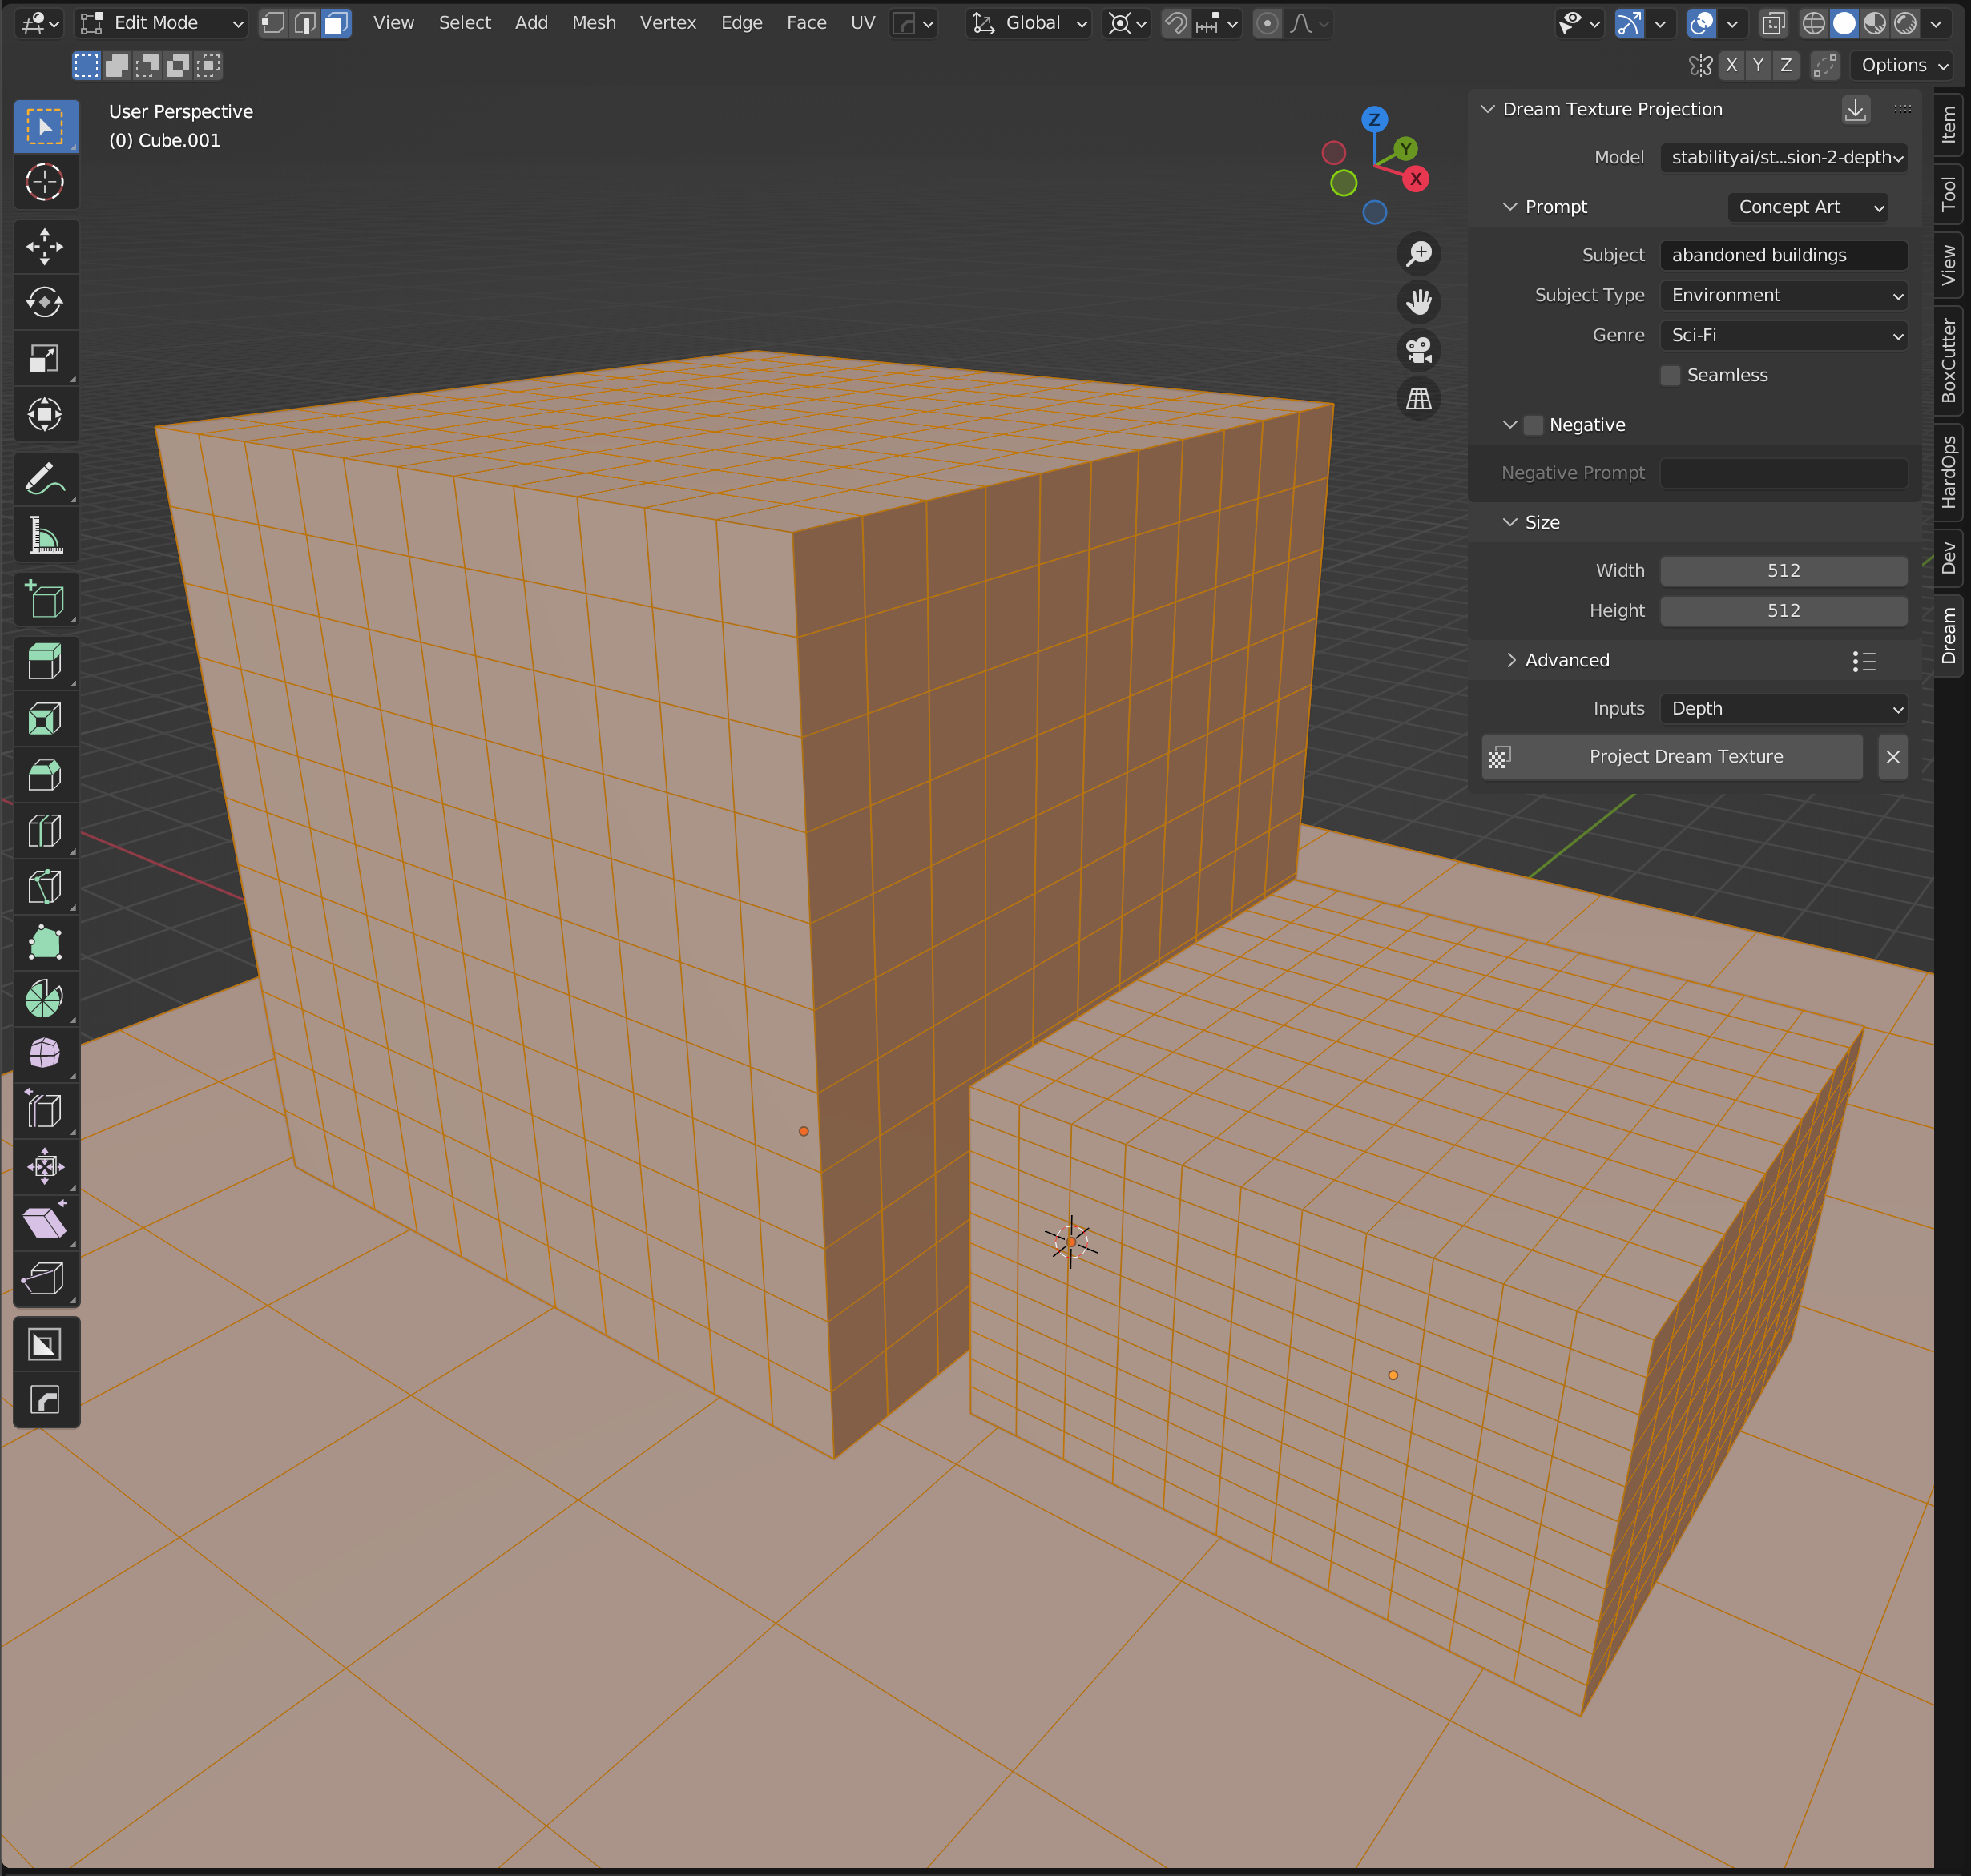 Edit Mode View Select Add Mesh Vertex Edge Face UV Global
X Y Z Options
User Perspective
(0) Cube.001
Z
Y
X
Dream Texture Projection
Model stabilityai/st...sion-2-depth
Prompt Concept Art
Subject abandoned buildings
Subject Type Environment
Genre Sci-Fi
Seamless
Negative
Negative Prompt
Size
Width 512
Height 512
Advanced
Inputs Depth
Project Dream Texture
Item
Tool
View
BoxCutter
HardOps
Dev
Dream